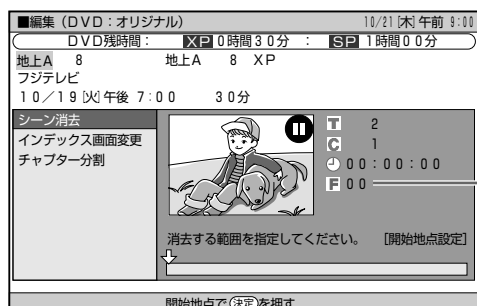 ■編集(DVD:オリジナル) 10/21[木]午前 9:00
DVD残時間: XP 0時間30分 : SP 1時間00分
地上A 8 地上A 8 XP
フジテレビ
10/19[火]午後 7:00 30分
シーン消去
インデックス画面変更
チャプター分割
T 2
C 1
00:00:00
F 00
消去する範囲を指定してください。 [開始地点設定]
開始地点で決定を押す